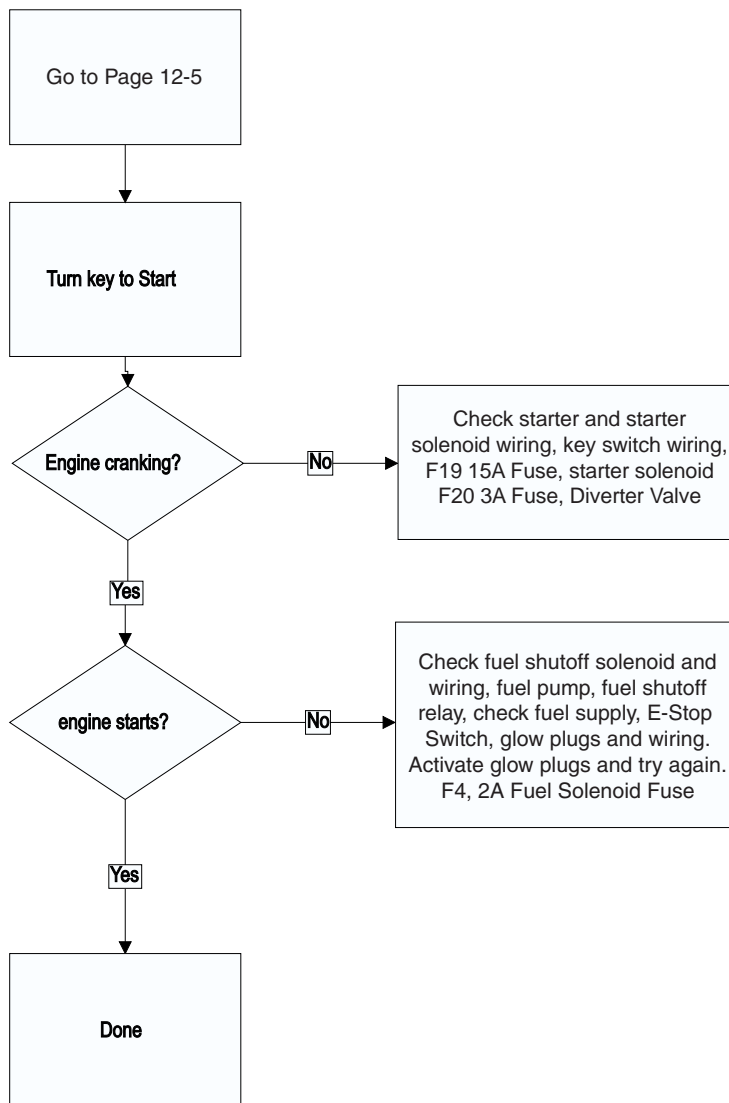 Go to Page 12-5
Turn key to Start
Engine cranking?
No
Check starter and starter
solenoid wiring, key switch wiring,
F19 15A Fuse, starter solenoid
F20 3A Fuse, Diverter Valve
Yes
engine starts?
No
Check fuel shutoff solenoid and
wiring, fuel pump, fuel shutoff
relay, check fuel supply, E-Stop
Switch, glow plugs and wiring.
Activate glow plugs and try again.
F4, 2A Fuel Solenoid Fuse
Yes
Done